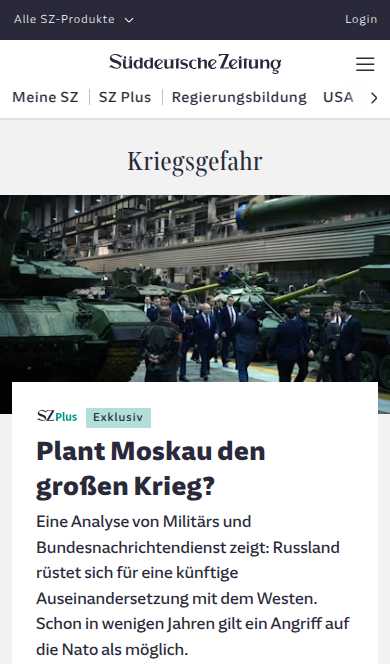 Alle SZ-Produkte
Login
Süddeutsche Zeitung
Meine SZ
SZ Plus
Regierungsbildung
USA
Kriegsgefahr
SZ Plus
Exklusiv
Plant Moskau den
großen Krieg?
Eine Analyse von Militärs und
Bundesnachrichtendienst zeigt: Russland
rüstet sich für eine künftige
Auseinandersetzung mit dem Westen.
Schon in wenigen Jahren gilt ein Angriff auf
die Nato als möglich.